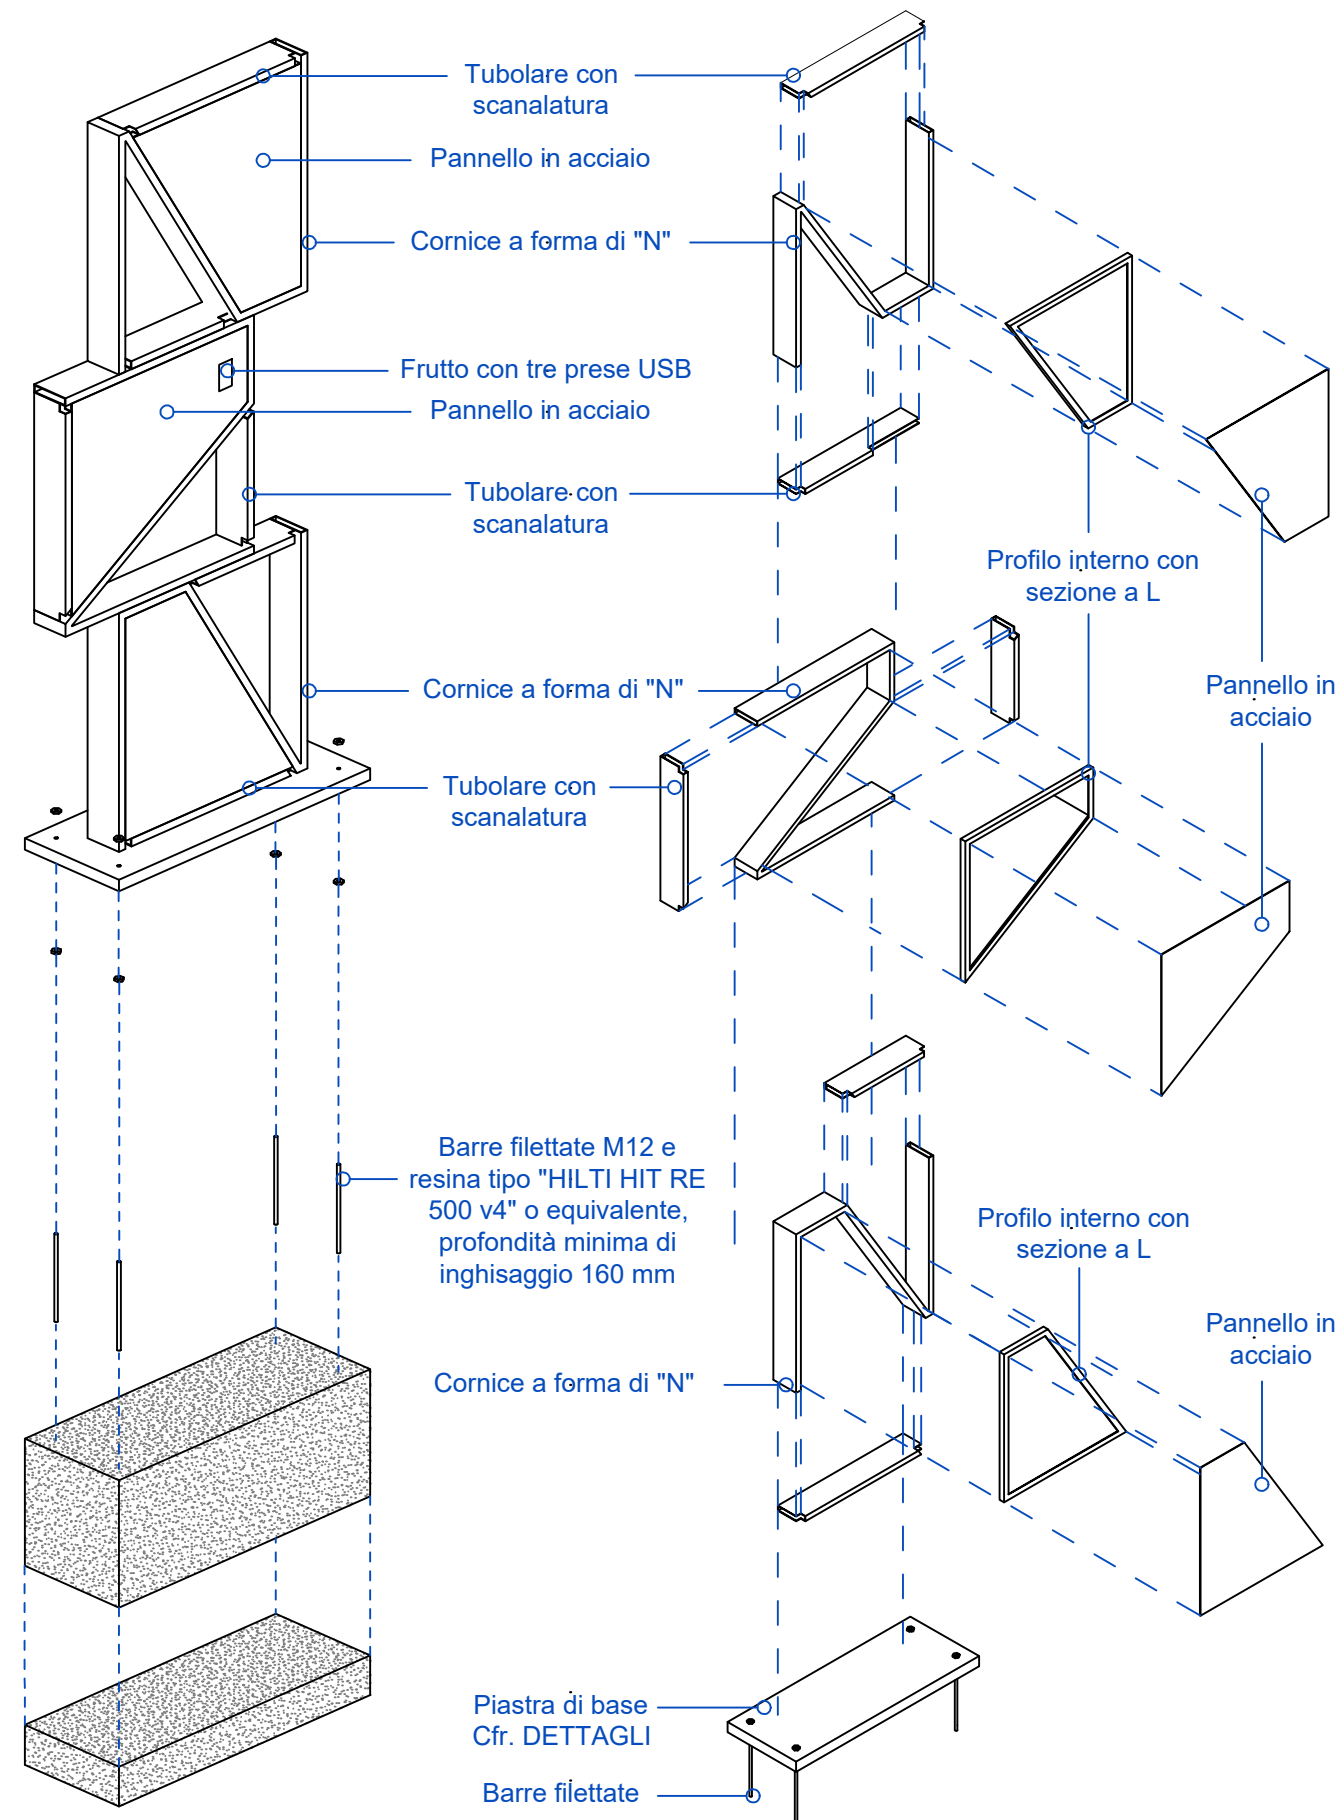 Tubolare con
scanalatura
Pannello in acciaio
Cornice a forma di "N"
Frutto con tre prese USB
Pannello in acciaio
Tubolare con
scanalatura
Profilo interno con
sezione a L
Cornice a forma di "N"
Pannello in
acciaio
Tubolare con
scanalatura
Barre filettate M12 e
resina tipo "HILTI HIT RE
500 v4" o equivalente,
profondità minima di
inghisaggio 160 mm
Profilo interno con
sezione a L
Pannello in
acciaio
Cornice a forma di "N"
Piastra di base
Cfr. DETTAGLI
Barre filettate